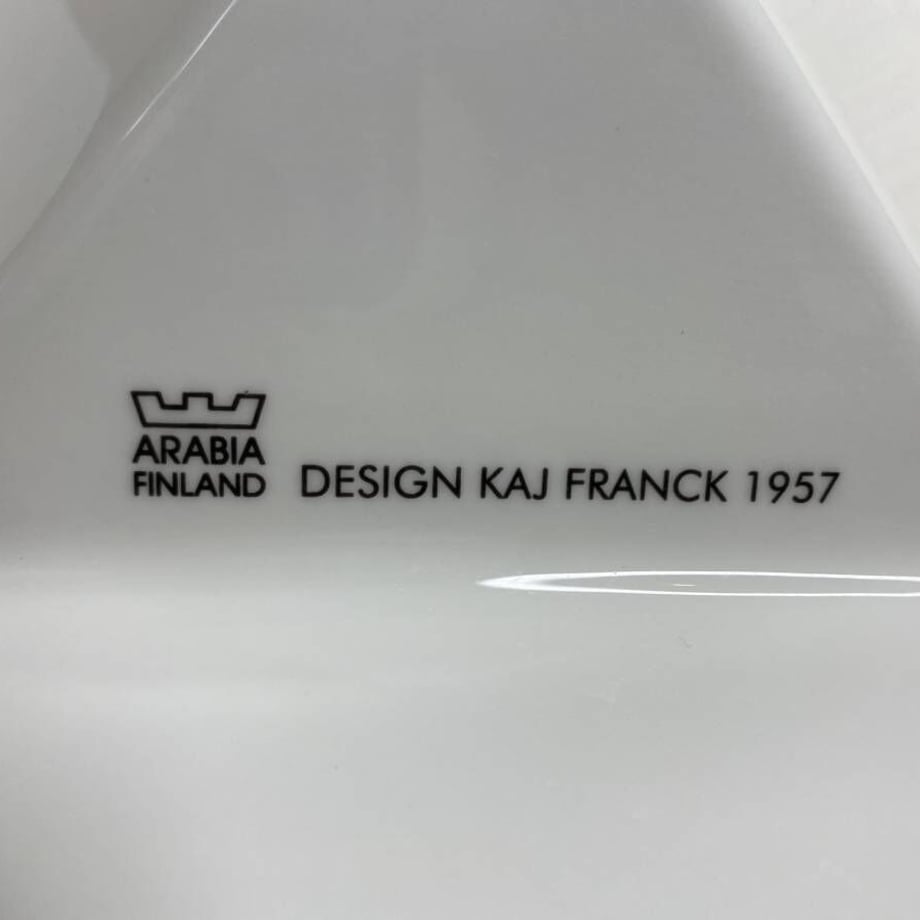 ARABIA
FINLAND
DESIGN KAJ FRANCK 1957